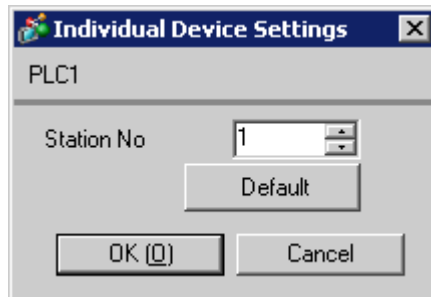 Individual Device Settings
PLC1
Station No 1
Default
OK (O) Cancel